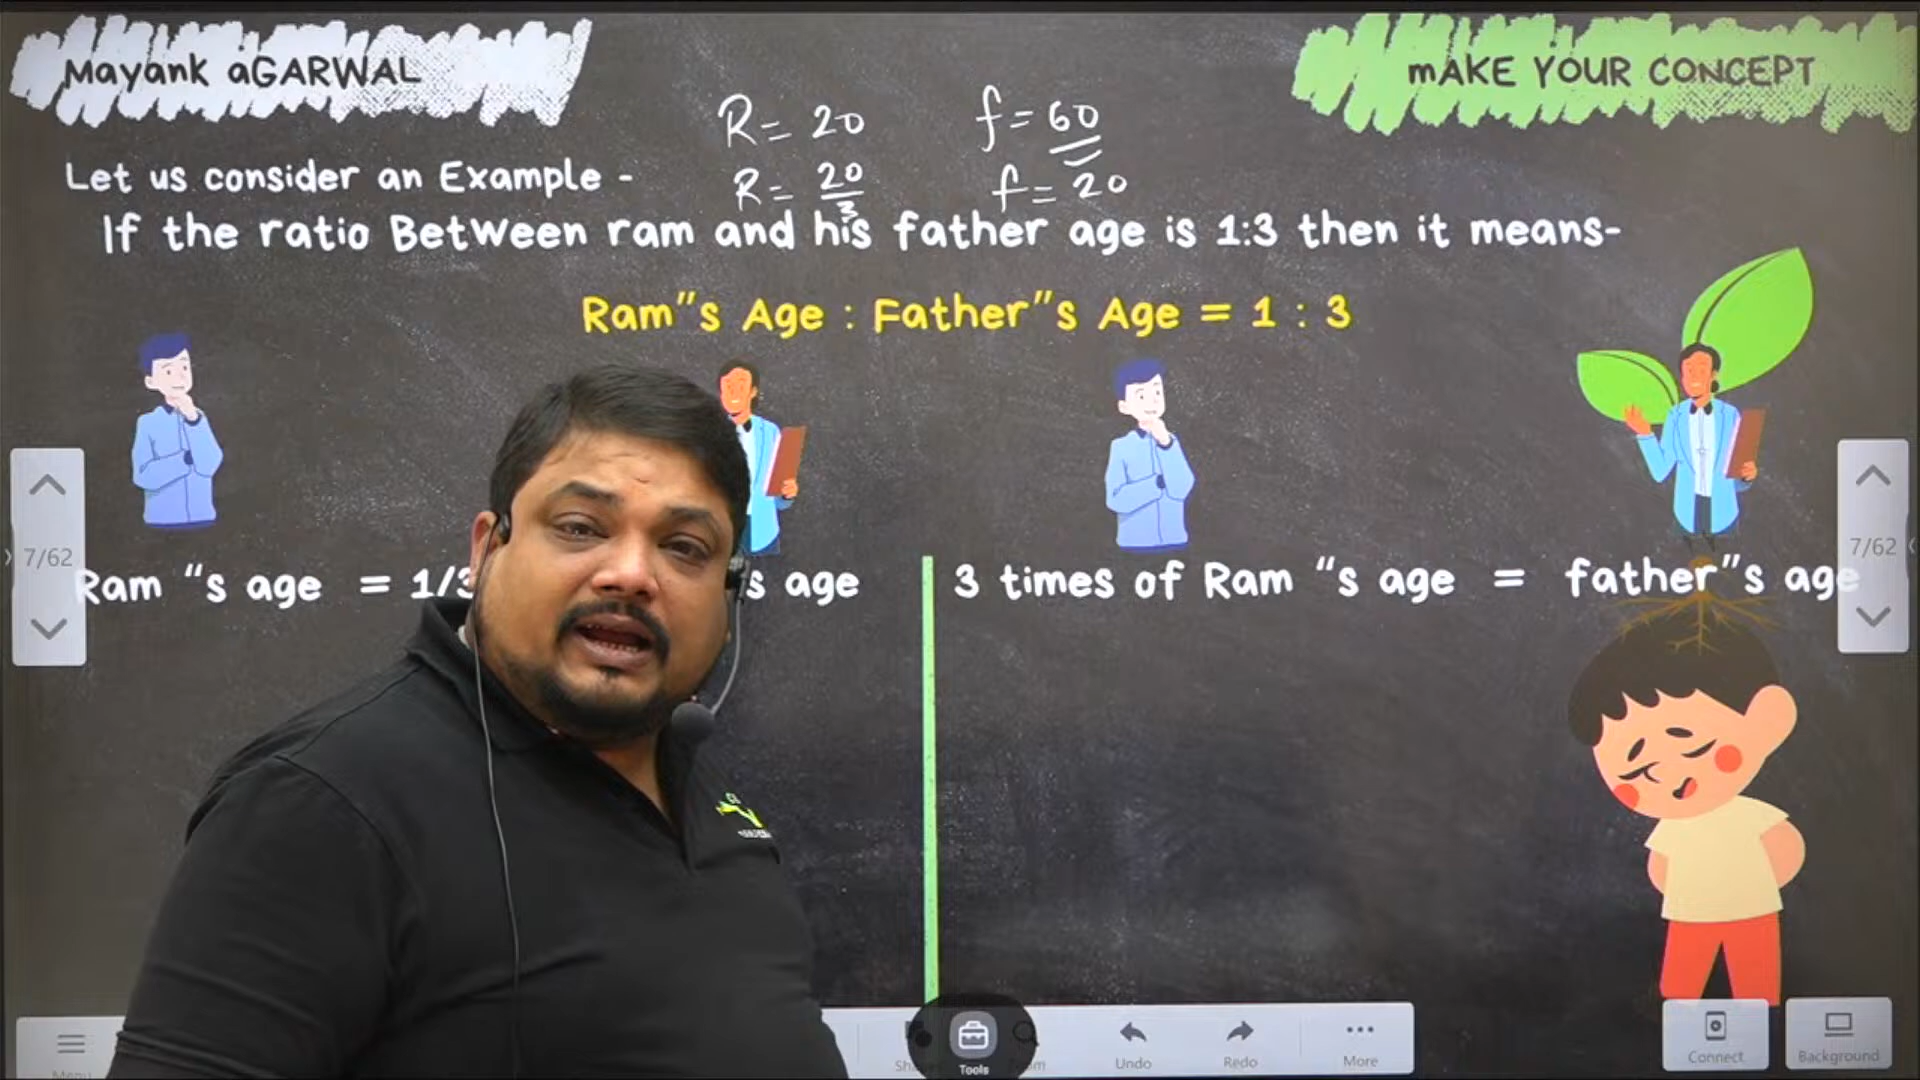 Mayank aGARWAL
mAKE YOUR CONCEPT
R = 20 f = 60
Let us consider an Example -
R = 20/3 f = 20
If the ratio Between ram and his father age is 1:3 then it means-
Ram"s Age : Father"s Age = 1 : 3
7/62
7/62
Ram “s age = 1/3 s age
3 times of Ram “s age = father"s age
Menu
Tools
Undo
Redo
More
Connect
Background